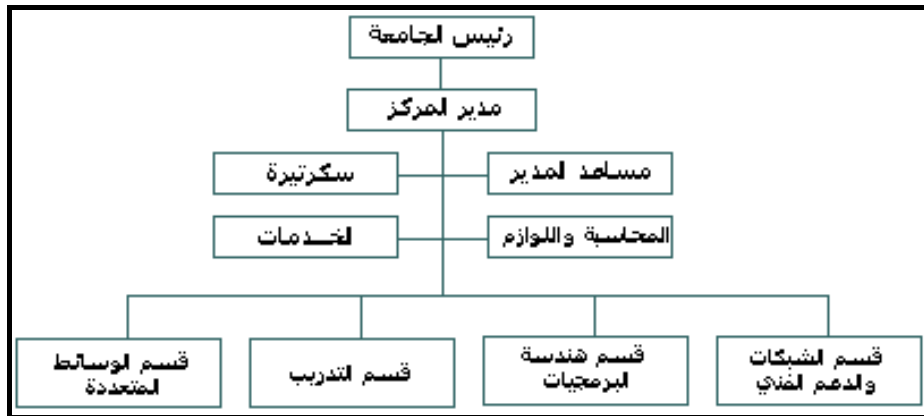 رئيس الجامعة
مدير المركز
مساعد المدير
سكرتيرة
المحاسبة واللوازم
الخـدمات
قسم الشبكات
والدعم الفني
قسم هندسة
البرمجيات
قسم التدريب
قسم الوسائط
المتعددة